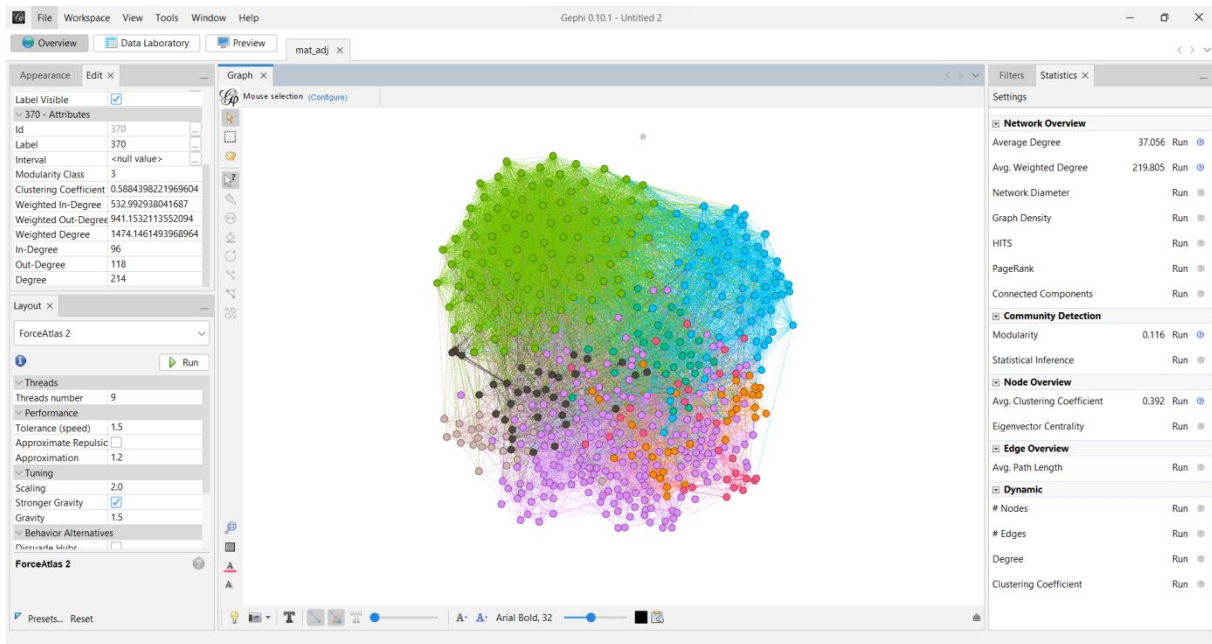 File Workspace View Tools Window Help
Gephi 0.10.1 - Untitled 2
Overview Data Laboratory Preview
mat_adj
Appearance Edit
Label Visible
370 - Attributes
Id 370 ...
Label 370 ...
Interval <null value> ...
Modularity Class 3
Clustering Coefficient 0.5884398221969604
Weighted In-Degree 532.992938041687
Weighted Out-Degree 941.1532113552094
Weighted Degree 1474.1461493968964
In-Degree 96
Out-Degree 118
Degree 214
Layout
ForceAtlas 2
Run
Threads
Threads number 9
Performance
Tolerance (speed) 1.5
Approximate Repulsic
Approximation 1.2
Tuning
Scaling 2.0
Stronger Gravity
Gravity 1.5
Behavior Alternatives
Dissuade Hubs
ForceAtlas 2
Presets... Reset
Graph
Mouse selection (Configure)
A- A- Arial Bold, 32
Filters Statistics
Settings
Network Overview
Average Degree 37.056 Run
Avg. Weighted Degree 219.805 Run
Network Diameter Run
Graph Density Run
HITS Run
PageRank Run
Connected Components Run
Community Detection
Modularity 0.116 Run
Statistical Inference Run
Node Overview
Avg. Clustering Coefficient 0.392 Run
Eigenvector Centrality Run
Edge Overview
Avg. Path Length Run
Dynamic
# Nodes Run
# Edges Run
Degree Run
Clustering Coefficient Run